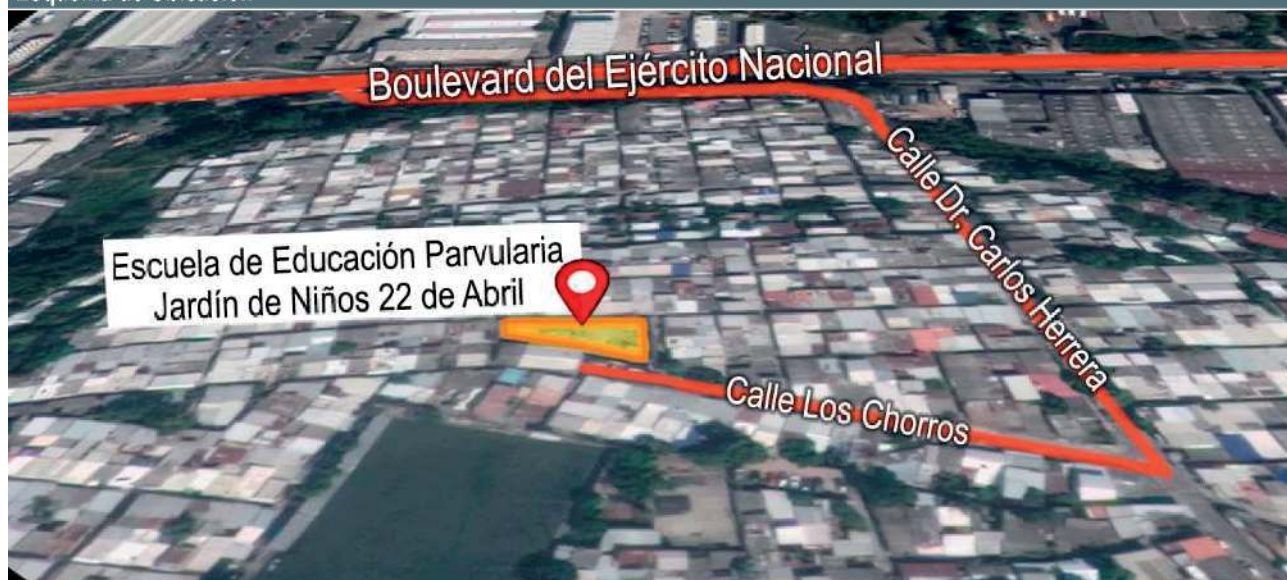 Boulevard del Ejército Nacional
Calle Dr. Carlos Herrera
Escuela de Educación Parvularia
Jardín de Niños 22 de Abril
Calle Los Chorros